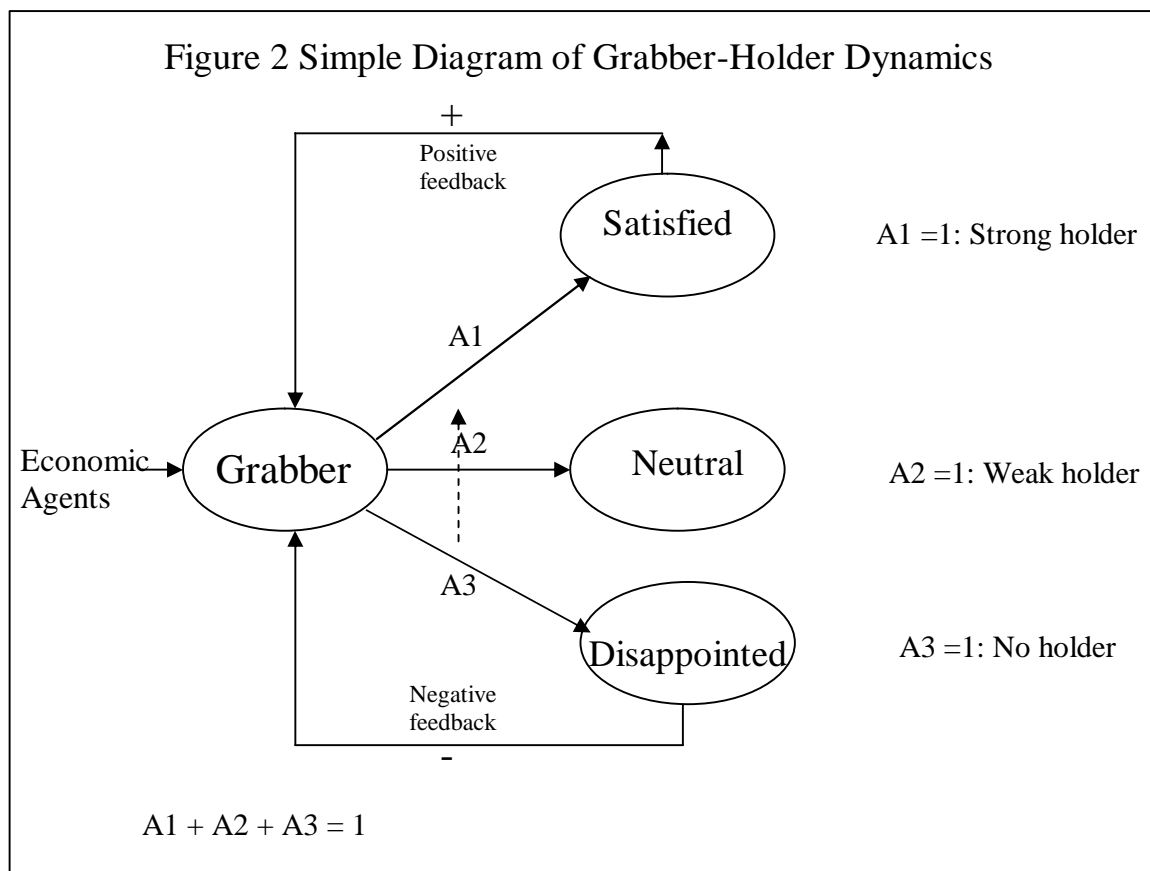 Figure 2 Simple Diagram of Grabber-Holder Dynamics
+
Positive
feedback
Satisfied
A1 =1: Strong holder
A1
A2
Economic
Agents
Grabber
Neutral
A2 =1: Weak holder
A3
Disappointed
A3 =1: No holder
Negative
feedback
-
A1 + A2 + A3 = 1